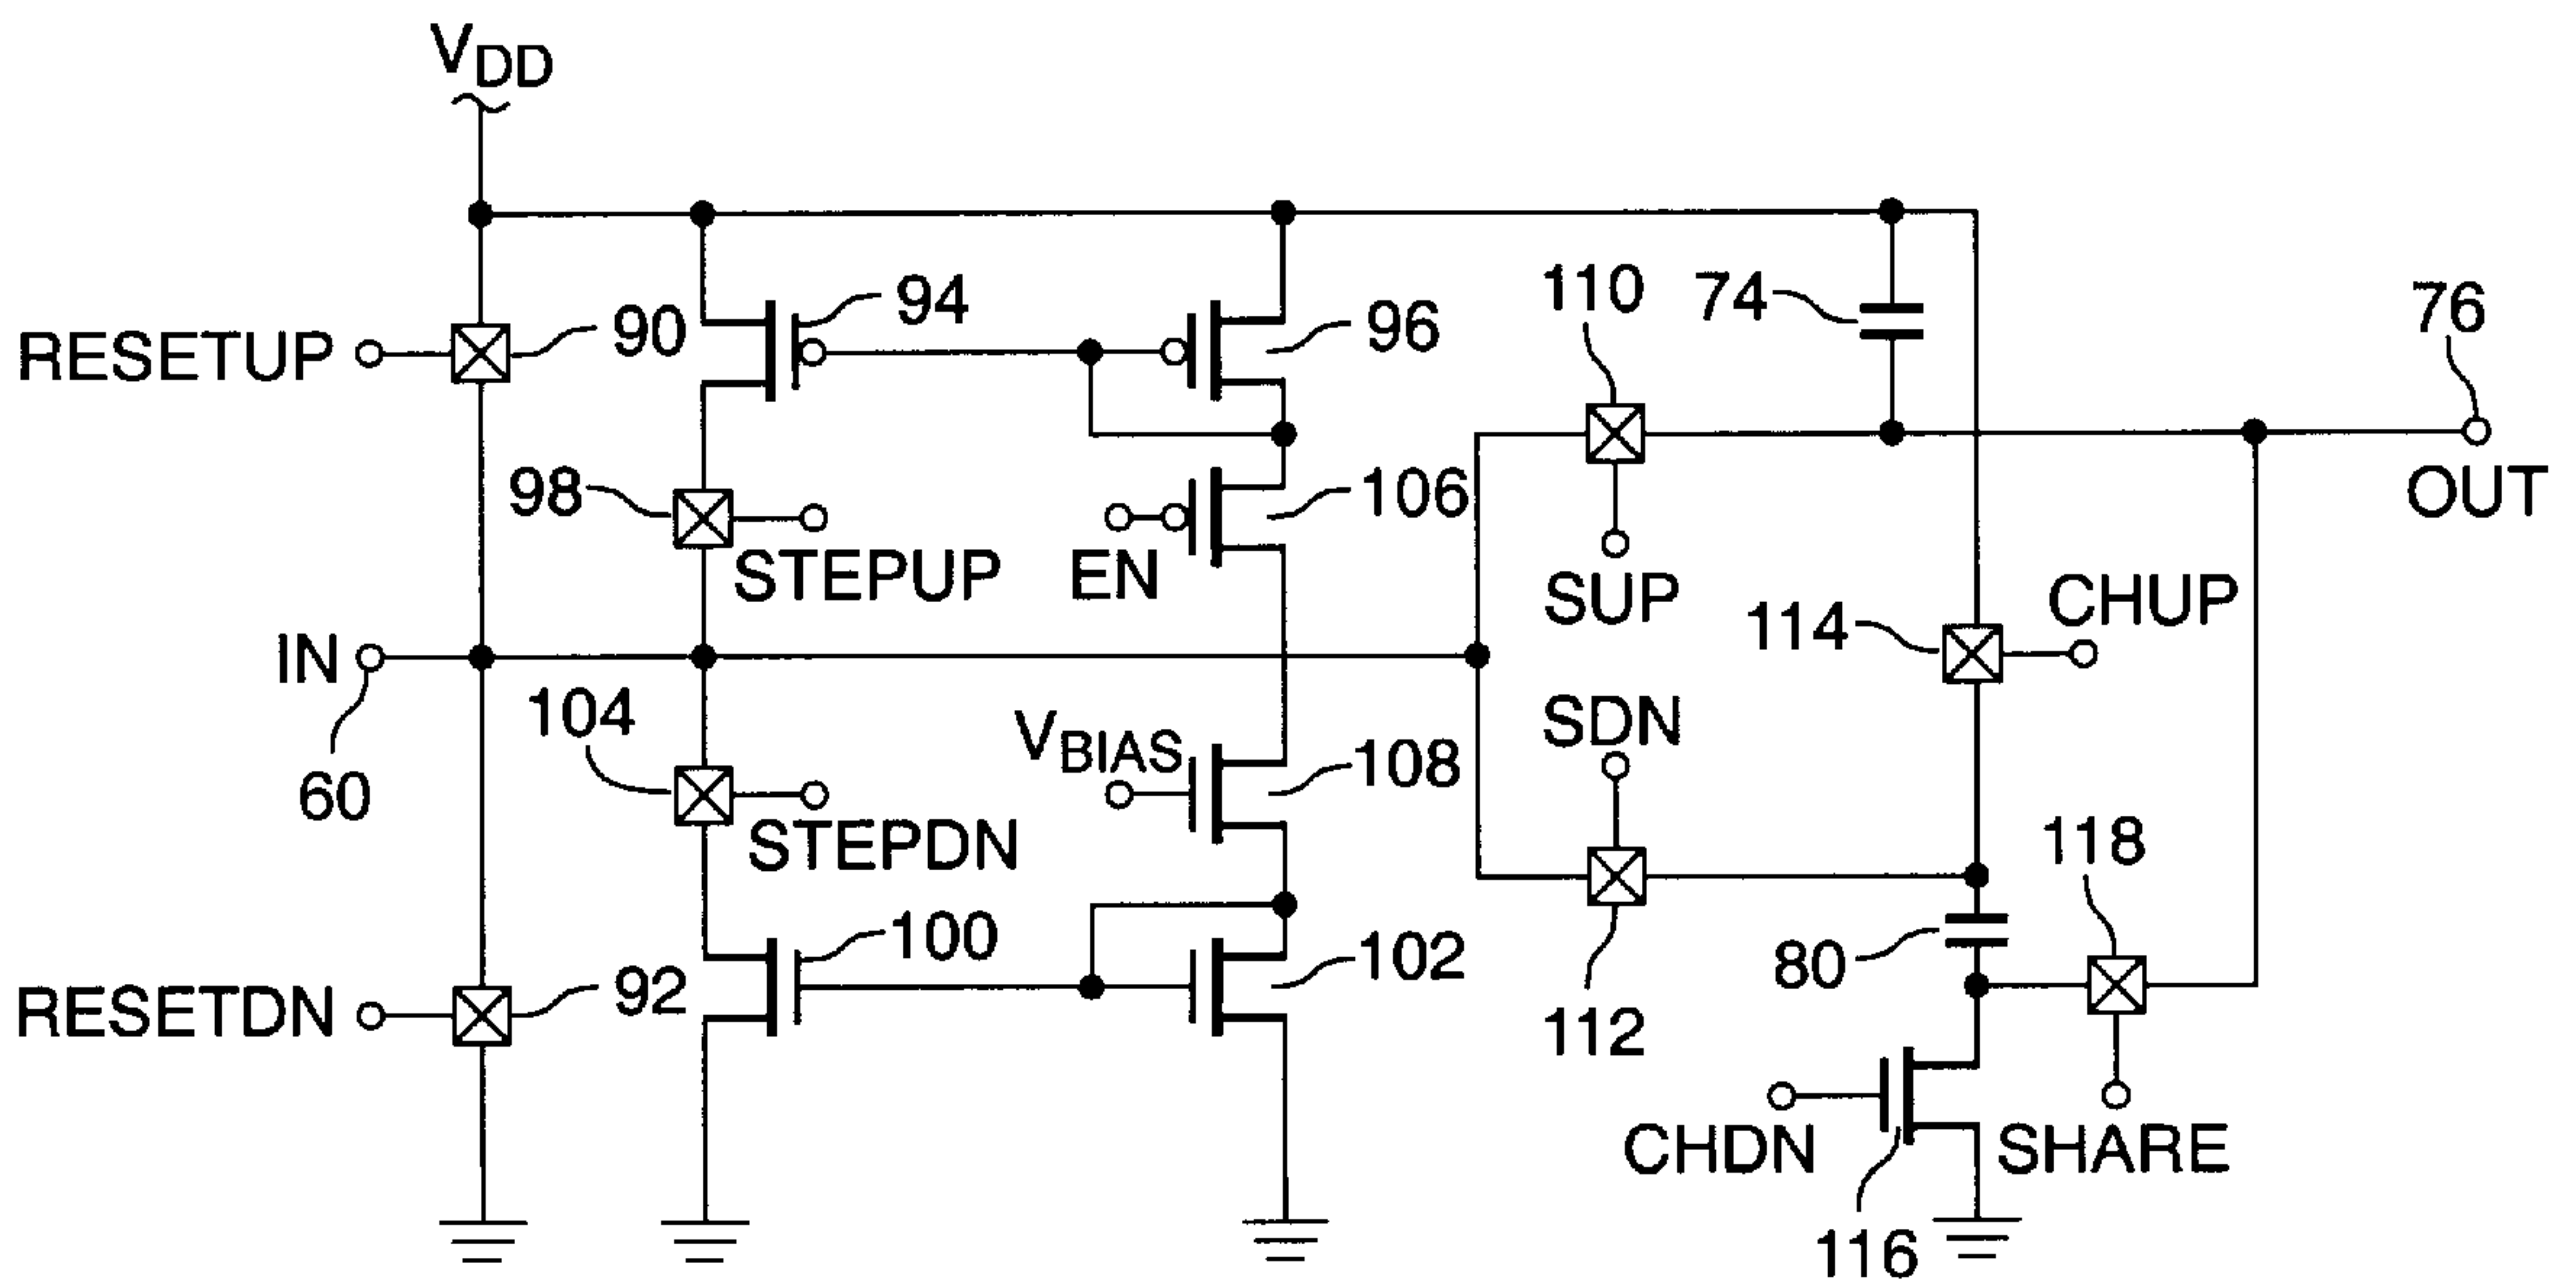 VDD
110
74
76
94
96
RESETUP
90
98
106
OUT
STEPUP
EN
SUP
114
CHUP
IN
104
SDN
VBIAS
108
60
STEPDN
118
100
102
80
RESETDN
92
112
CHDN
SHARE
116